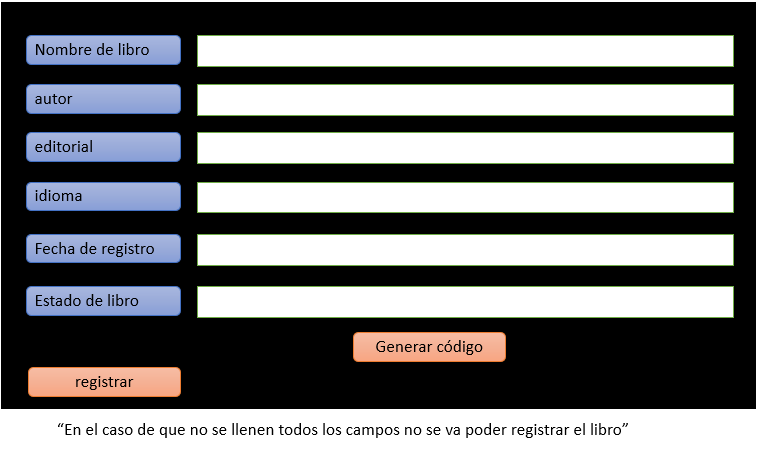 Nombre de libro
autor
editorial
idioma
Fecha de registro
Estado de libro
Generar código
registrar
“En el caso de que no se llenen todos los campos no se va poder registrar el libro”